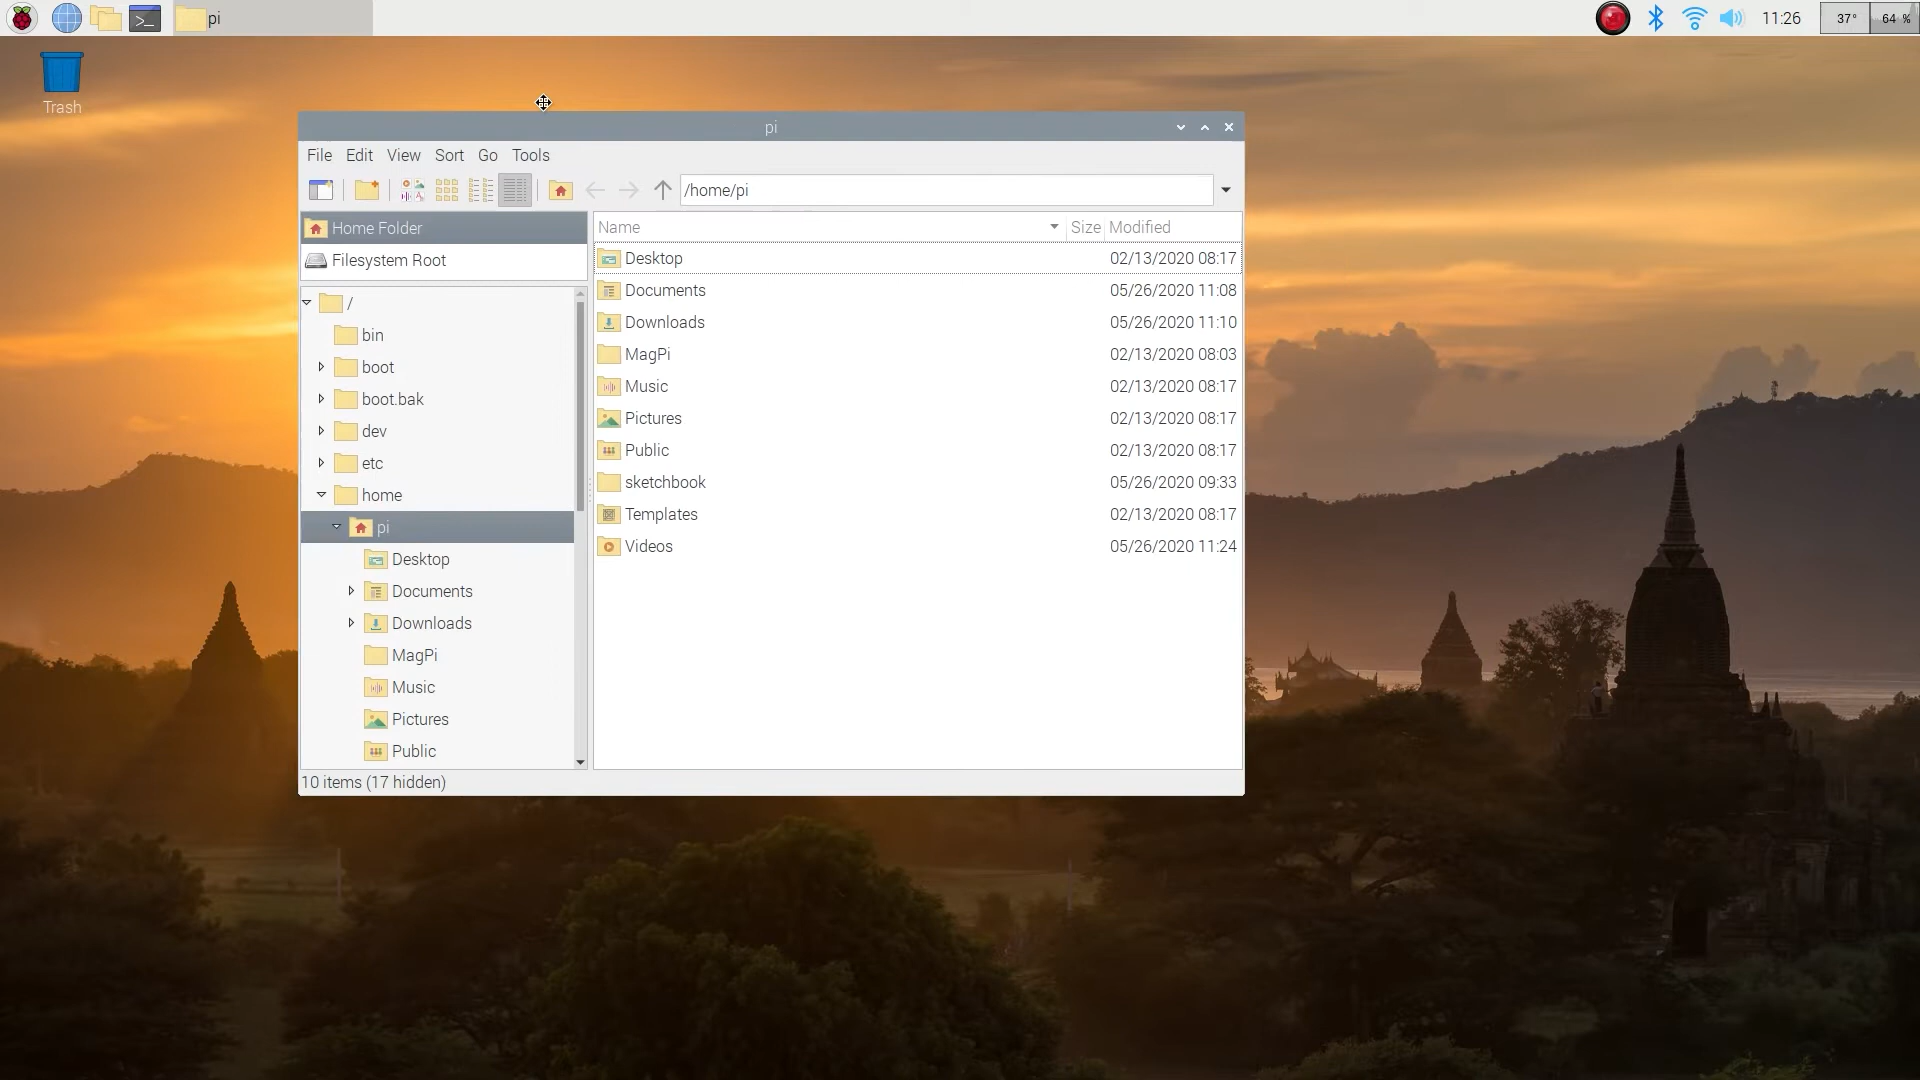 pi
11:26
37°
64 %
Trash
pi
File Edit View Sort Go Tools
/home/pi
Home Folder
Filesystem Root
/
bin
boot
boot.bak
dev
etc
home
pi
Desktop
Documents
Downloads
MagPi
Music
Pictures
Public
Name Size Modified
Desktop 02/13/2020 08:17
Documents 05/26/2020 11:08
Downloads 05/26/2020 11:10
MagPi 02/13/2020 08:03
Music 02/13/2020 08:17
Pictures 02/13/2020 08:17
Public 02/13/2020 08:17
sketchbook 05/26/2020 09:33
Templates 02/13/2020 08:17
Videos 05/26/2020 11:24
10 items (17 hidden)